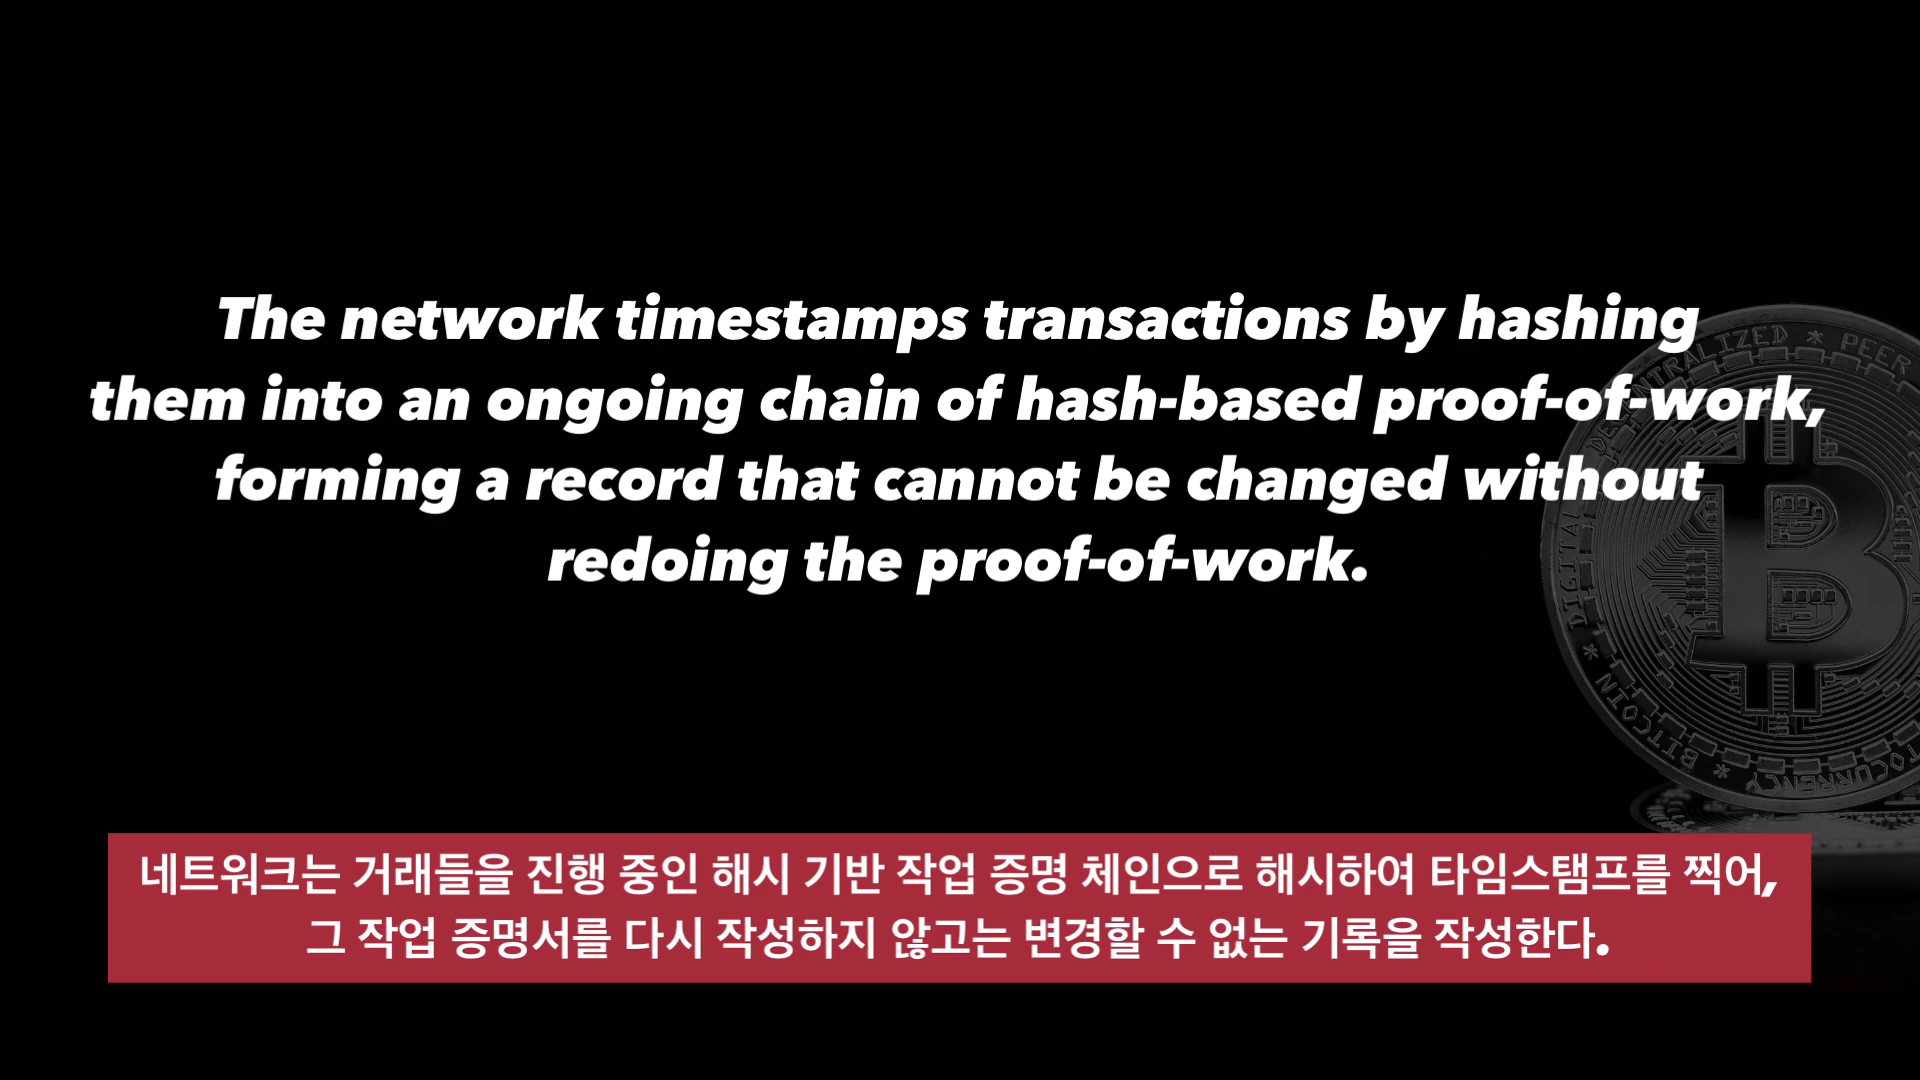 The network timestamps transactions by hashing
them into an ongoing chain of hash-based proof-of-work,
forming a record that cannot be changed without
redoing the proof-of-work.
DECENTRALIZED * PEER
DIGITAL
* BITCOIN *
네트워크는 거래들을 진행 중인 해시 기반 작업 증명 체인으로 해시하여 타임스탬프를 찍어,
그 작업 증명서를 다시 작성하지 않고는 변경할 수 없는 기록을 작성한다.